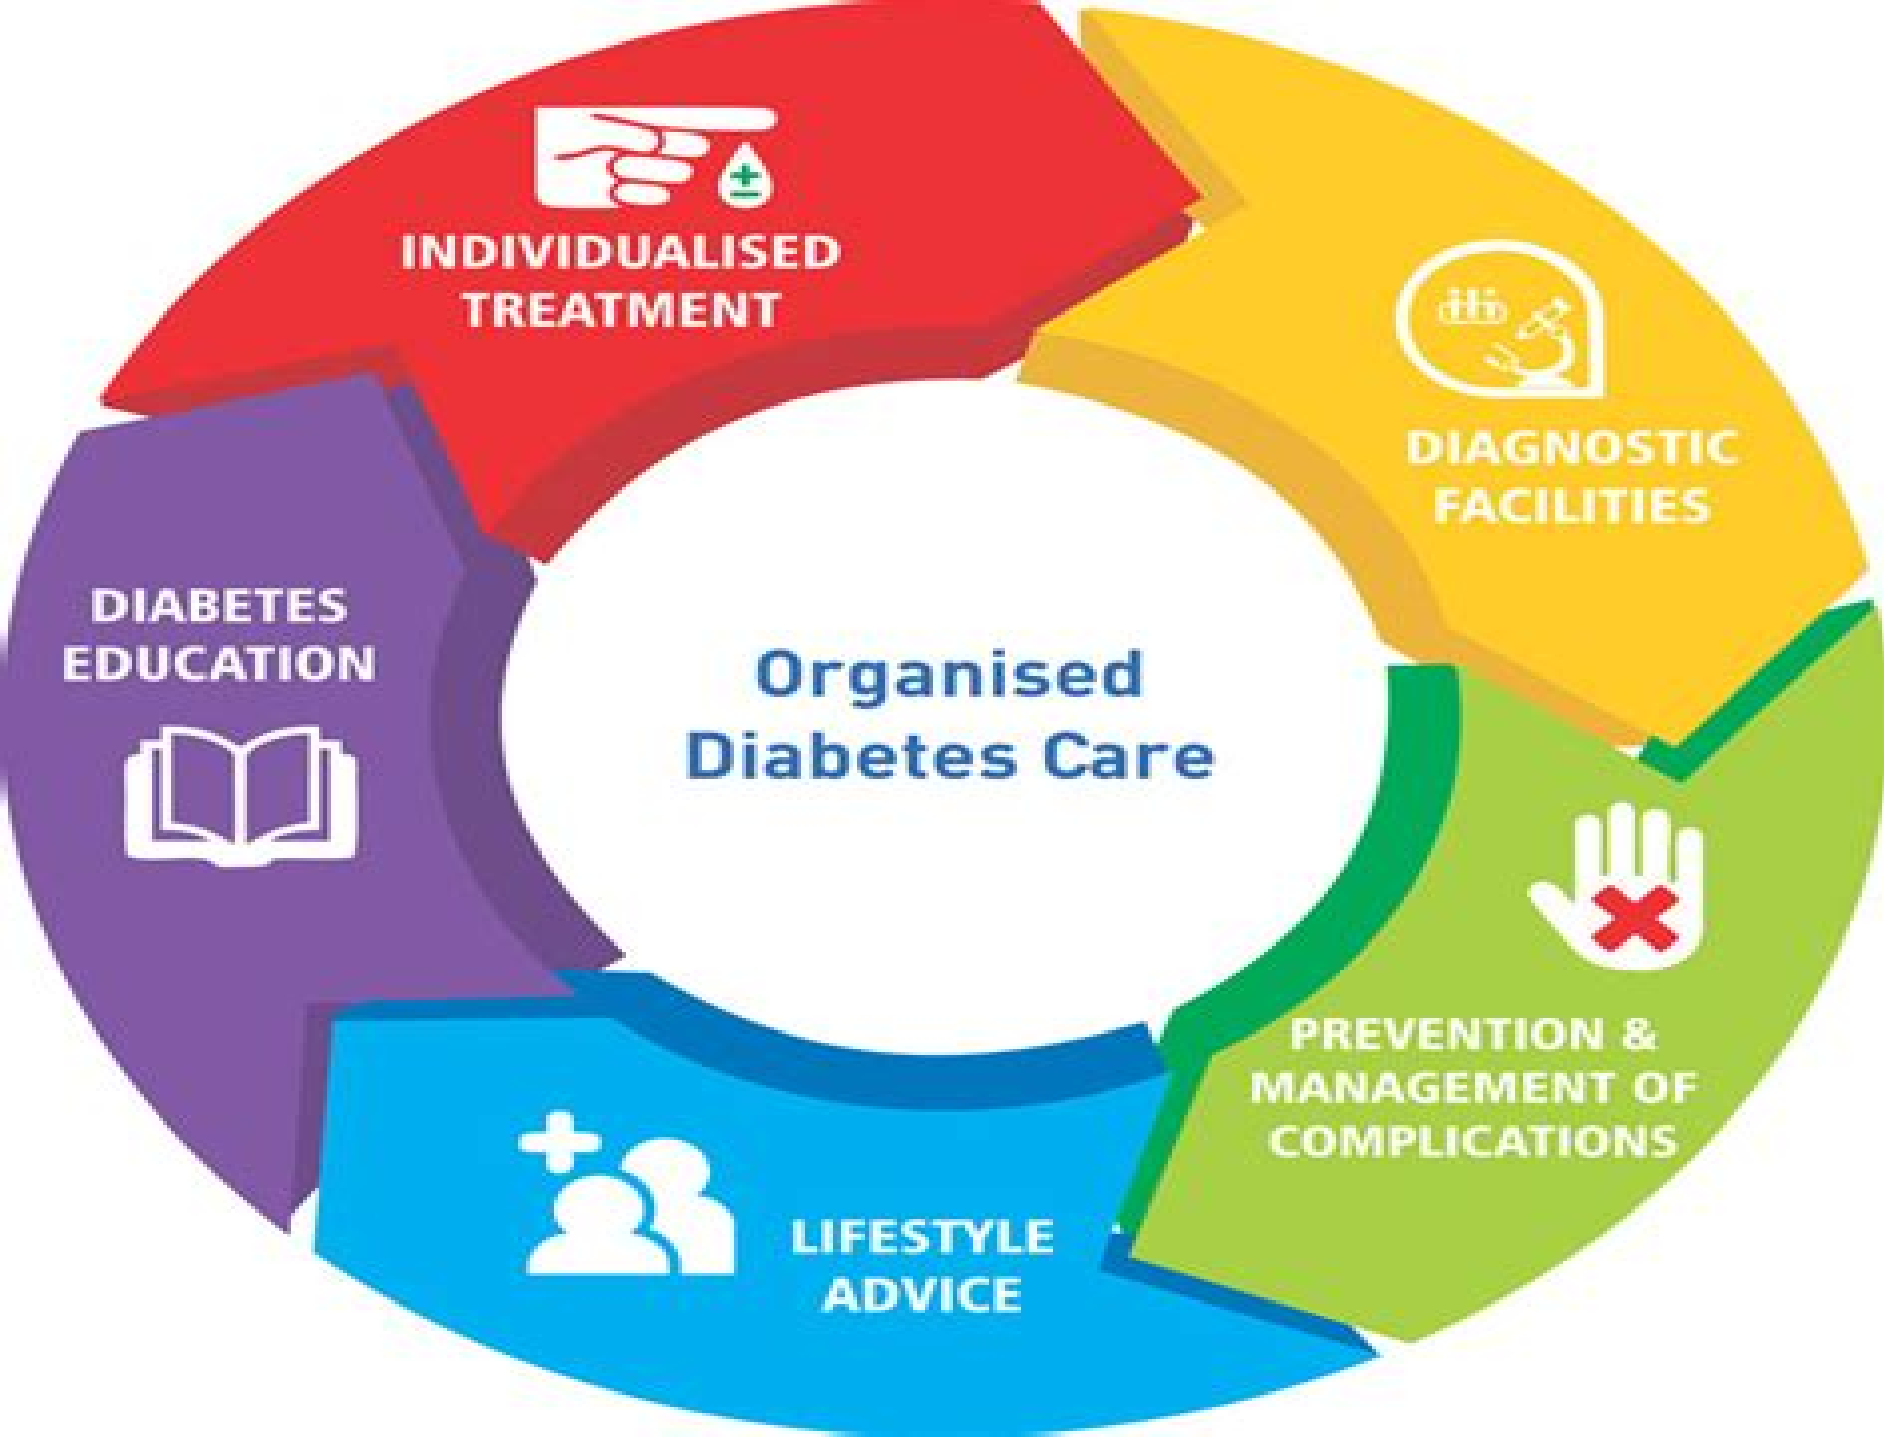 INDIVIDUALISED
TREATMENT
DIAGNOSTIC
FACILITIES
PREVENTION &
MANAGEMENT OF
COMPLICATIONS
LIFESTYLE
ADVICE
DIABETES
EDUCATION
Organised
Diabetes Care